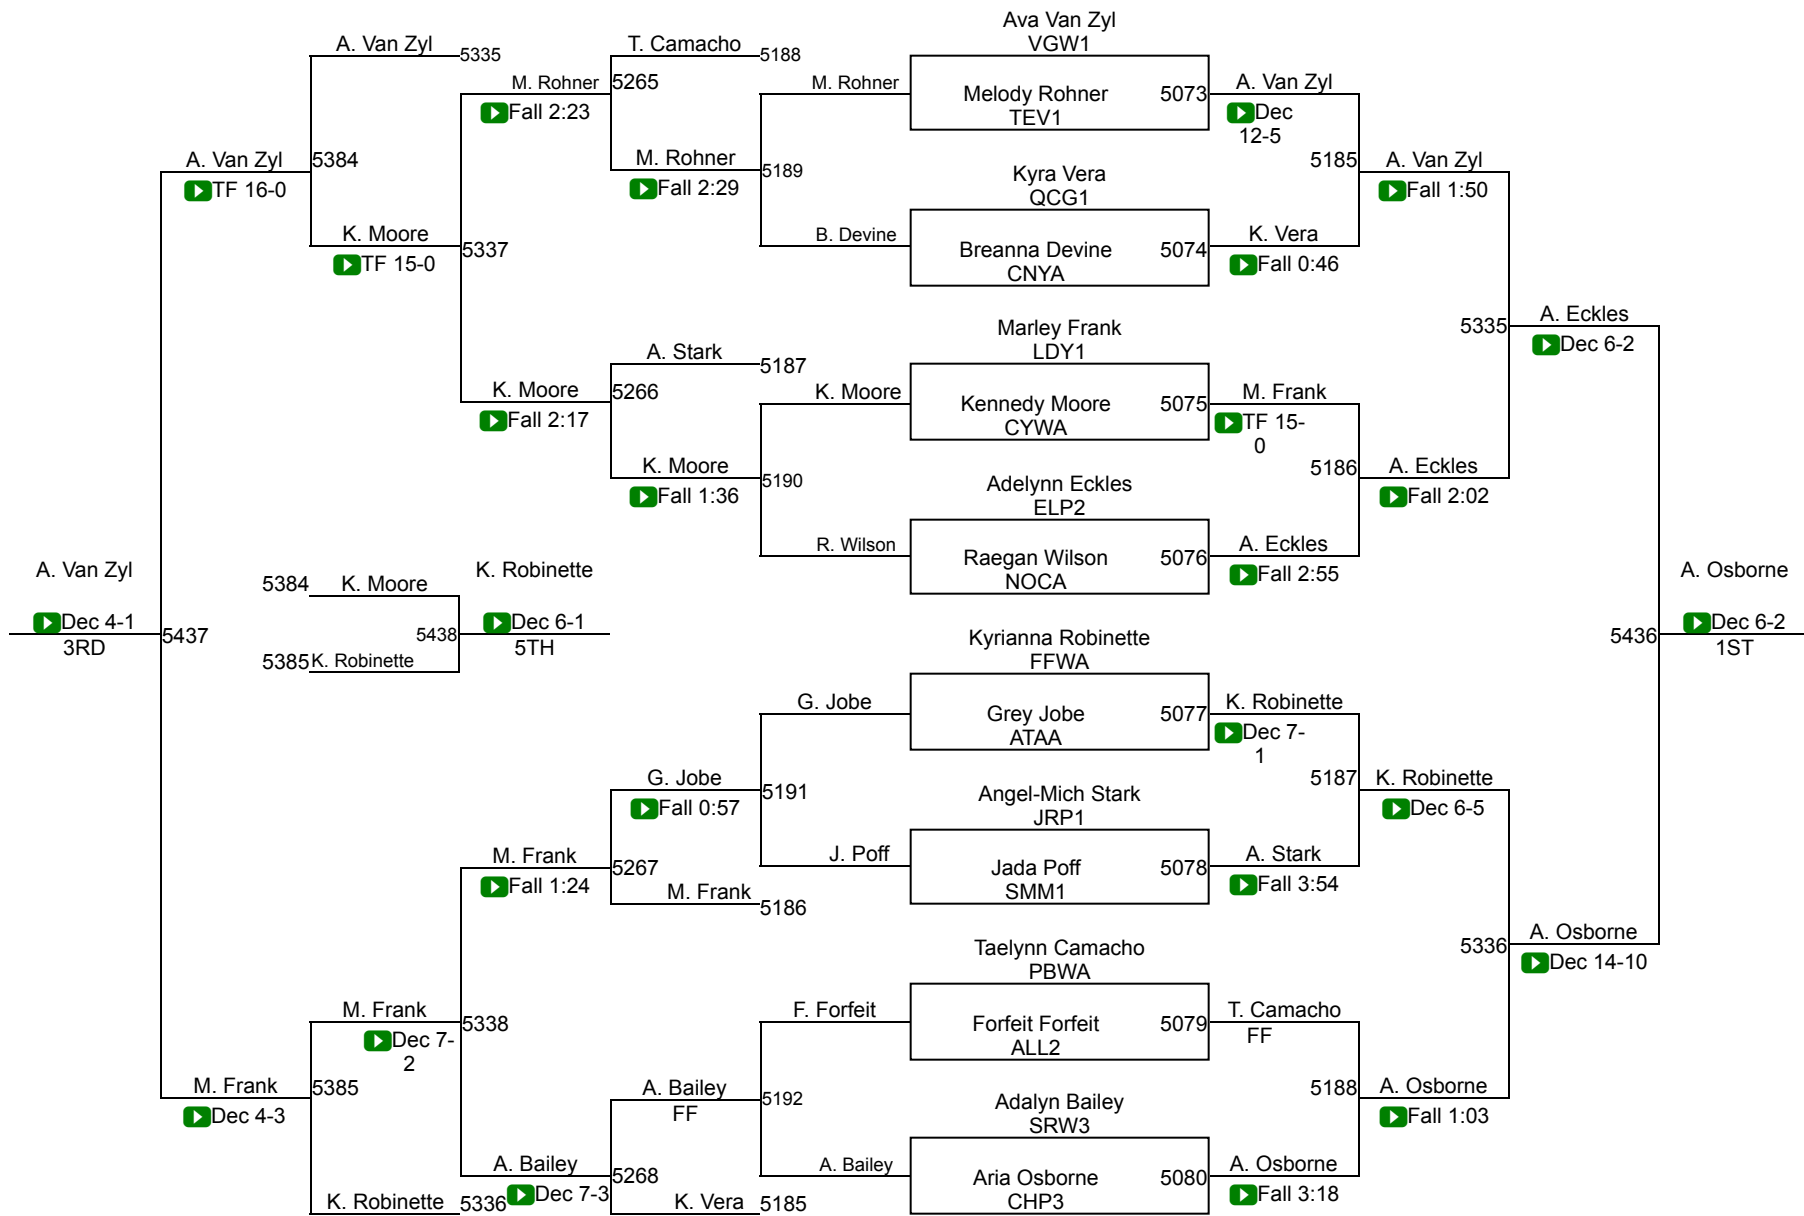 Ava Van Zyl
VGW1
A. Van Zyl
5335
T. Camacho
5188
M. Rohner
5265
Fall 2:23
M. Rohner
Melody Rohner
TEV1
5073
A. Van Zyl
Dec
12-5
A. Van Zyl
5384
TF 16-0
M. Rohner
5189
Fall 2:29
Kyra Vera
QCG1
5185
A. Van Zyl
Fall 1:50
K. Moore
5337
TF 15-0
B. Devine
Breanna Devine
CNYA
5074
K. Vera
Fall 0:46
Marley Frank
LDY1
5335
A. Eckles
Dec 6-2
A. Stark
5187
K. Moore
5266
Fall 2:17
K. Moore
Kennedy Moore
CYWA
5075
M. Frank
TF 15-
0
K. Moore
5190
Fall 1:36
Adelynn Eckles
ELP2
5186
A. Eckles
Fall 2:02
R. Wilson
Raegan Wilson
NOCA
5076
A. Eckles
Fall 2:55
A. Van Zyl
Dec 4-1
3RD
5437
5384
K. Moore
5385
K. Robinette
5438
K. Robinette
Dec 6-1
5TH
5436
A. Osborne
Dec 6-2
1ST
Kyrianna Robinette
FFWA
G. Jobe
Grey Jobe
ATAA
5077
K. Robinette
Dec 7-
1
G. Jobe
5191
Fall 0:57
Angel-Mich Stark
JRP1
5187
K. Robinette
Dec 6-5
M. Frank
5267
Fall 1:24
J. Poff
Jada Poff
SMM1
5078
A. Stark
Fall 3:54
M. Frank
5186
Taelynn Camacho
PBWA
5336
A. Osborne
Dec 14-10
M. Frank
5338
Dec 7-
2
F. Forfeit
Forfeit Forfeit
ALL2
5079
T. Camacho
FF
M. Frank
5385
Dec 4-3
A. Bailey
5192
FF
Adalyn Bailey
SRW3
5188
A. Osborne
Fall 1:03
A. Bailey
5268
Dec 7-3
A. Bailey
Aria Osborne
CHP3
5080
A. Osborne
Fall 3:18
K. Robinette
5336
K. Vera
5185